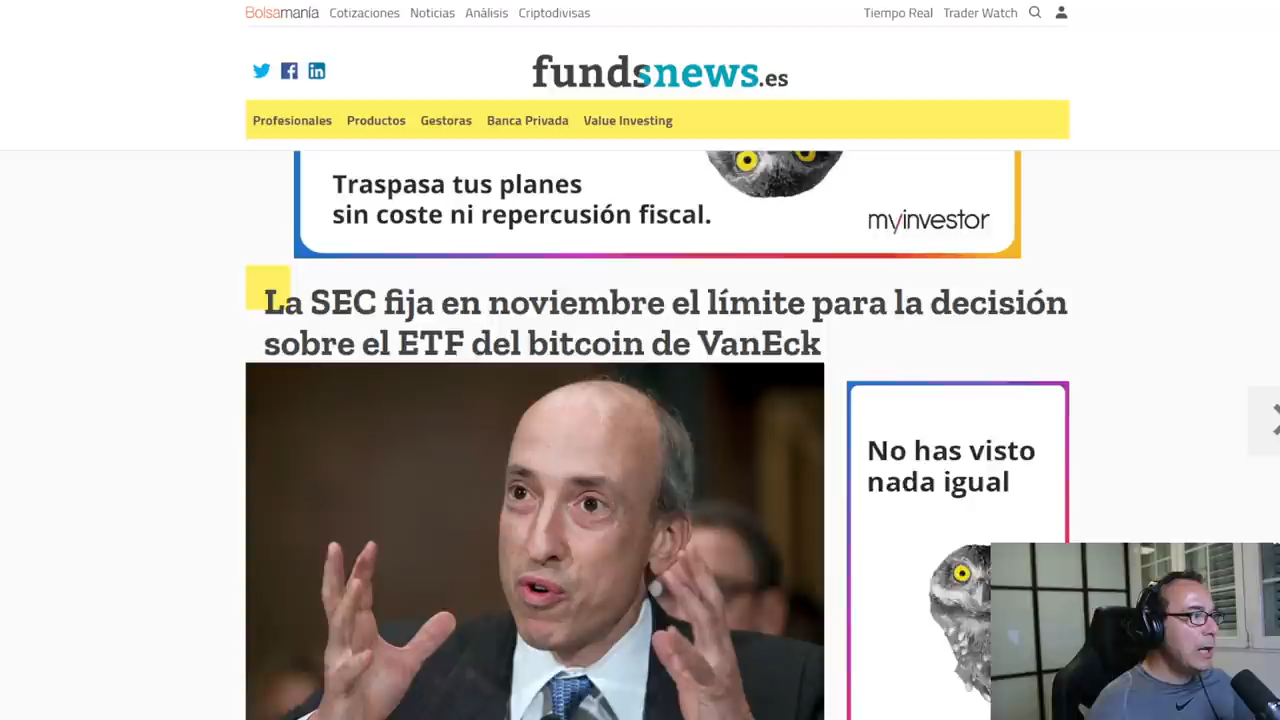 Bolsamanía Cotizaciones Noticias Análisis Criptodivisas Tiempo Real Trader Watch
fundsnews.es
Profesionales Productos Gestoras Banca Privada Value Investing
Traspasa tus planes
sin coste ni repercusión fiscal.
myinvestor
La SEC fija en noviembre el límite para la decisión
sobre el ETF del bitcoin de VanEck
No has visto
nada igual